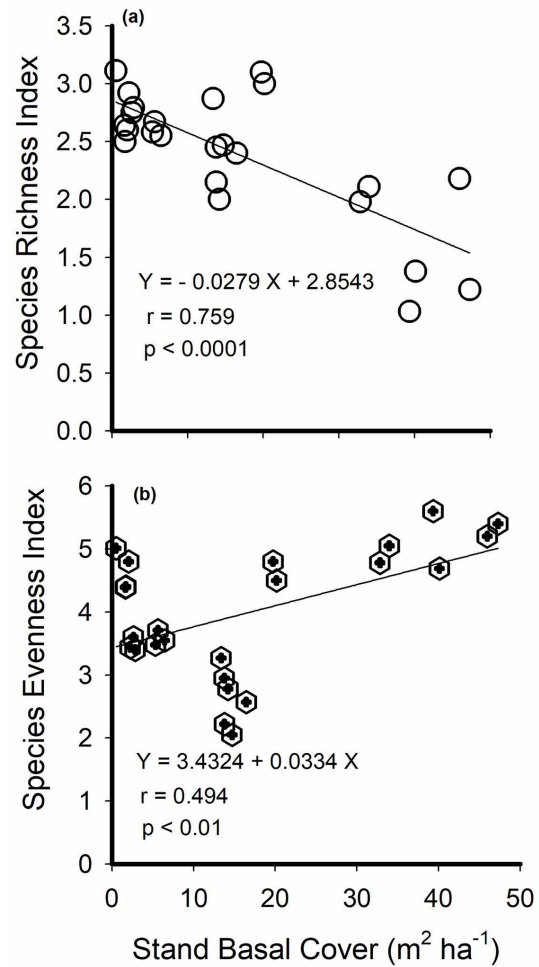 (a)
3.5
3.0
2.5
2.0
1.5
1.0
0.5
0.0
Species Richness Index
Y = - 0.0279 X + 2.8543
r = 0.759
p < 0.0001
(b)
6
5
4
3
2
1
0
Species Evenness Index
Y = 3.4324 + 0.0334 X
r = 0.494
p < 0.01
0 10 20 30 40 50
Stand Basal Cover (m² ha⁻¹)